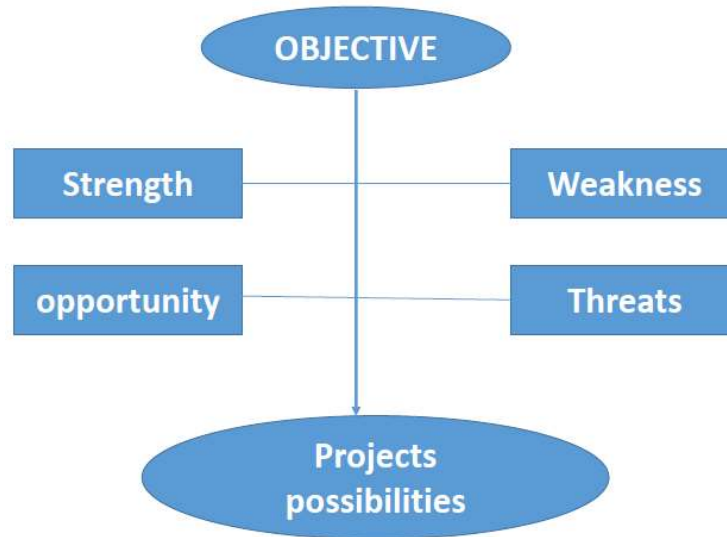 OBJECTIVE
Strength
Weakness
opportunity
Threats
Projects
possibilities